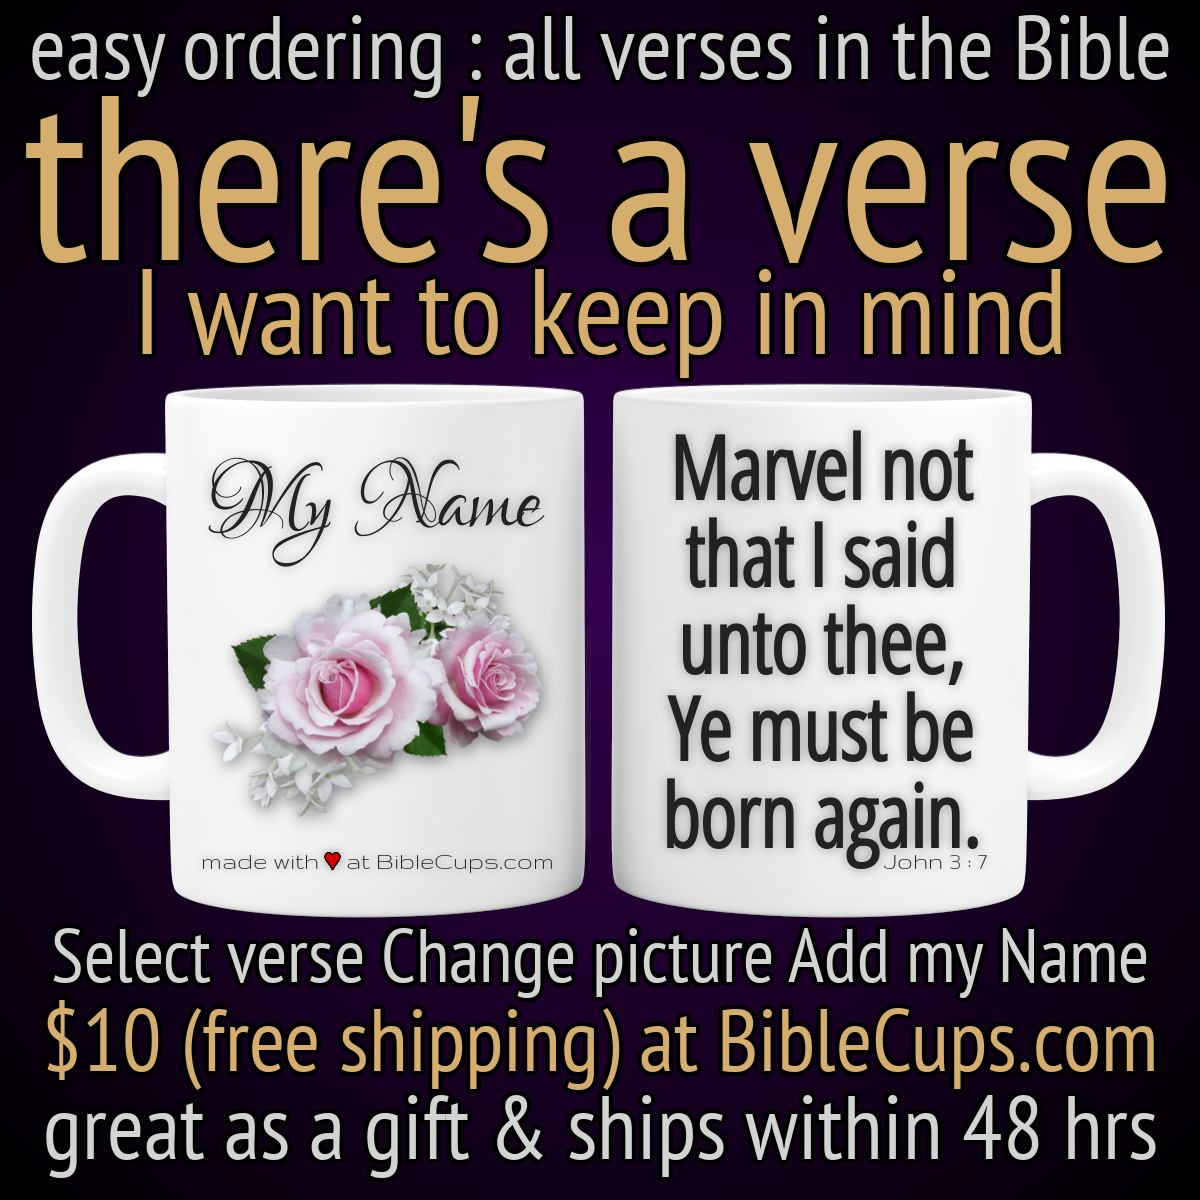 easy ordering : all verses in the Bible
there's a verse
I want to keep in mind
My Name
made with ❤ at BibleCups.com
Marvel not
that I said
unto thee,
Ye must be
born again.
John 3 : 7
Select verse Change picture Add my Name
$10 (free shipping) at BibleCups.com
great as a gift & ships within 48 hrs